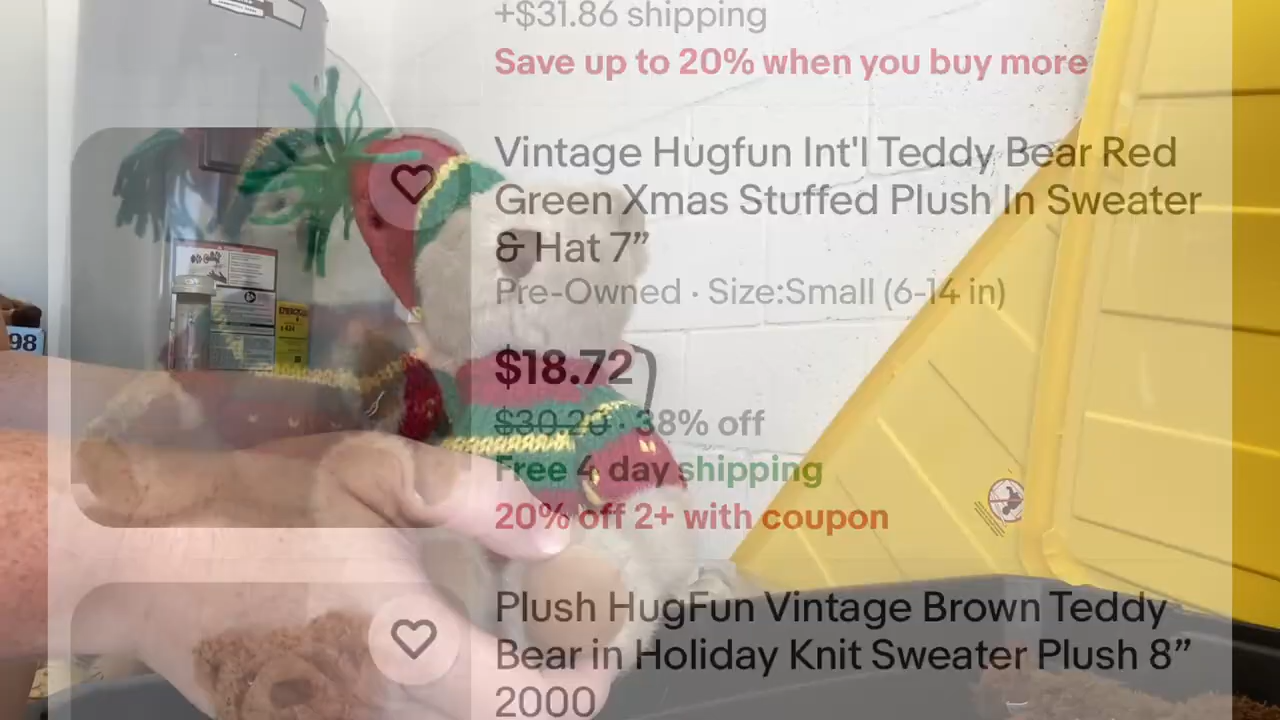 +$31.86 shipping
Save up to 20% when you buy more
Vintage Hugfun Int'l Teddy Bear Red
Green Xmas Stuffed Plush In Sweater
& Hat 7”
Pre-Owned · Size:Small (6-14 in)
$18.72
$30.20 · 38% off
Free 4 day shipping
20% off 2+ with coupon
Plush HugFun Vintage Brown Teddy
Bear in Holiday Knit Sweater Plush 8”
2000
98